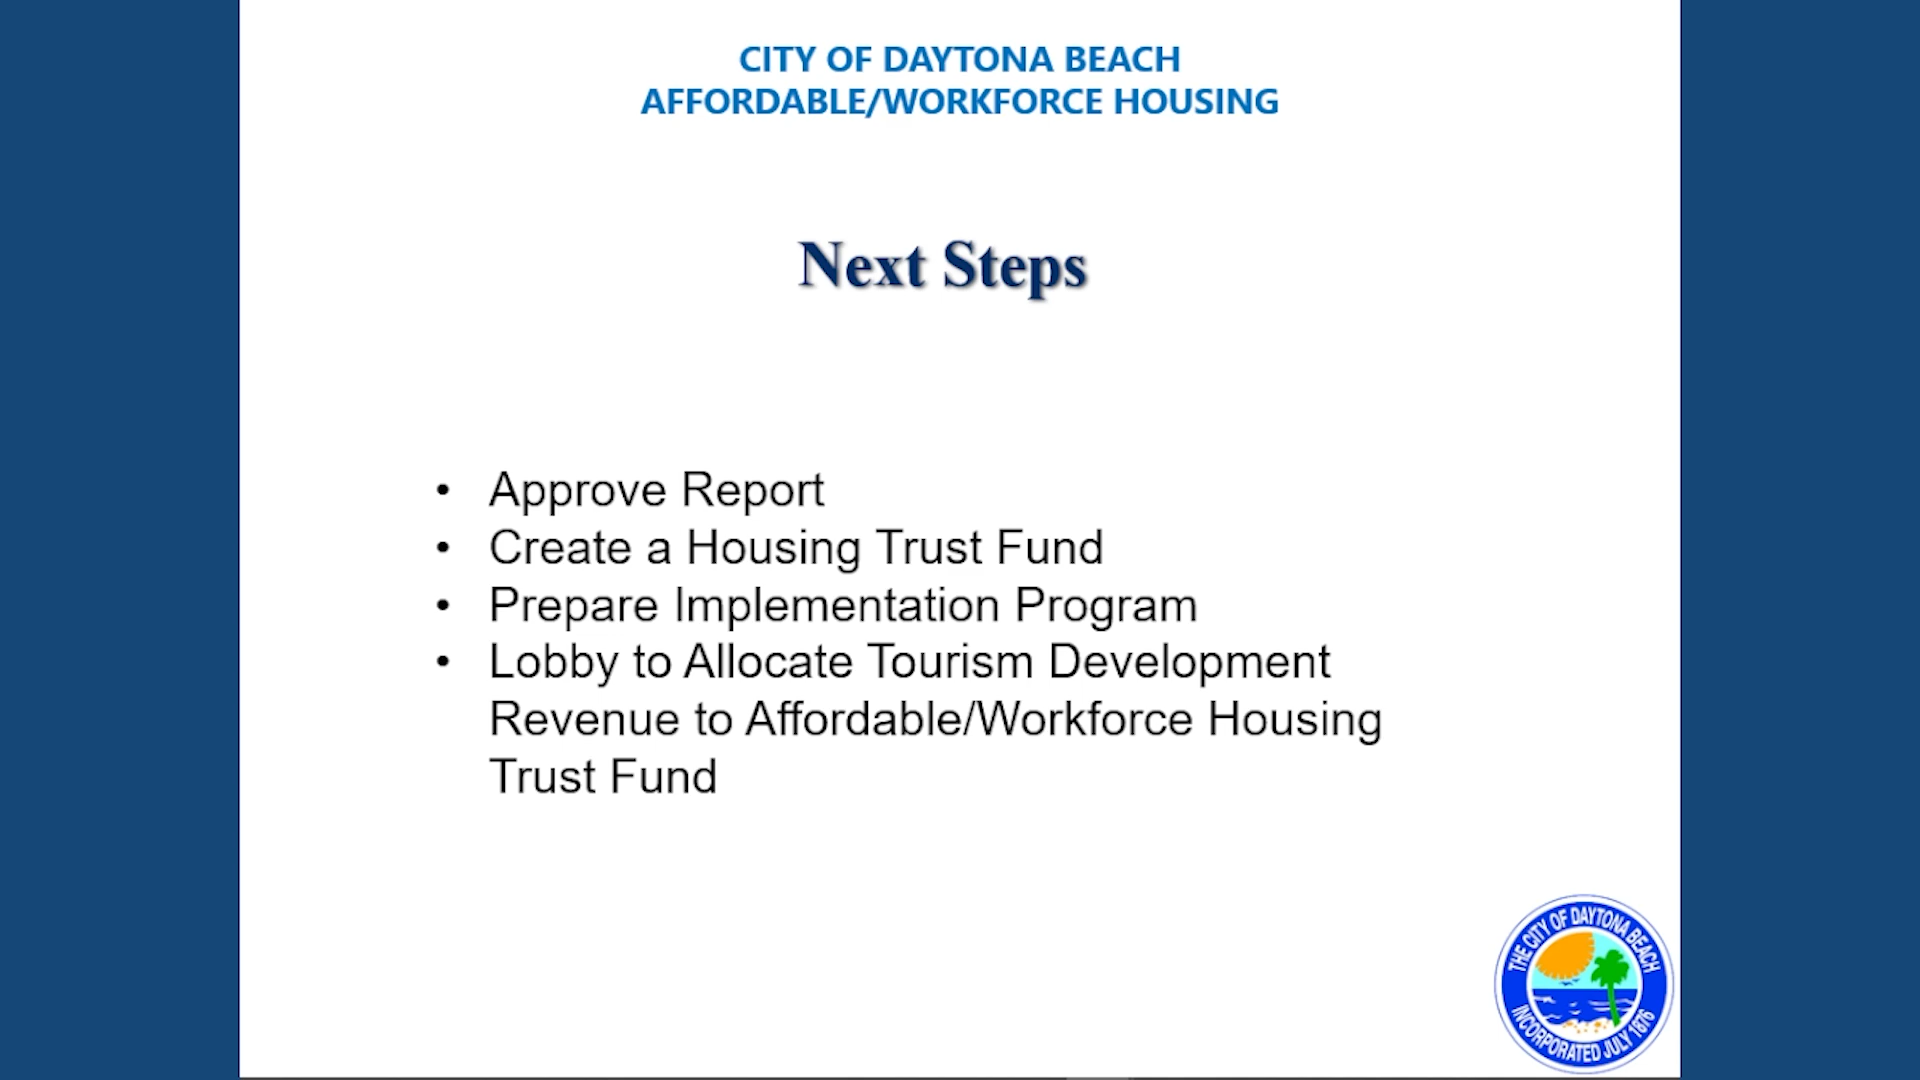 CITY OF DAYTONA BEACH
AFFORDABLE/WORKFORCE HOUSING
Next Steps
• Approve Report
• Create a Housing Trust Fund
• Prepare Implementation Program
• Lobby to Allocate Tourism Development
Revenue to Affordable/Workforce Housing
Trust Fund
THE CITY OF DAYTONA BEACH
INCORPORATED JULY 1876